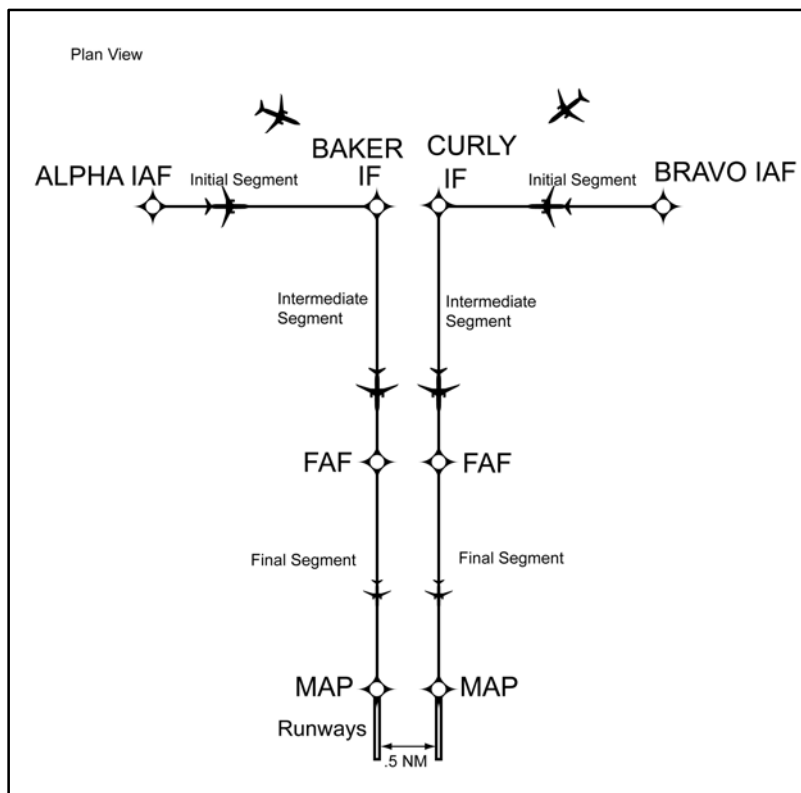 Plan View
BAKER
IF
CURLY
IF
ALPHA IAF
Initial Segment
Initial Segment
BRAVO IAF
Intermediate
Segment
Intermediate
Segment
FAF
FAF
Final Segment
Final Segment
MAP
MAP
Runways
.5 NM